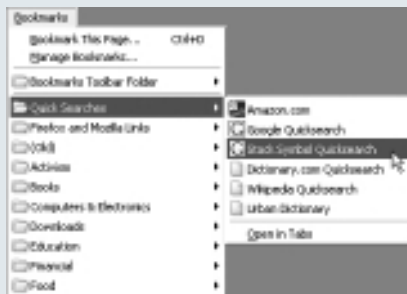 Bookmarks
Bookmark This Page... Ctrl+D
Manage Bookmarks...
Bookmarks Toolbar Folder
Quick Searches
Firefox and Mozilla Links
(Old)
Activism
Books
Computers & Electronics
Downloads
Education
Financial
Food
Amazon.com
Google Quicksearch
Stock Symbol Quicksearch
Dictionary.com Quicksearch
Wikipedia Quicksearch
Urban Dictionary
Open in Tabs